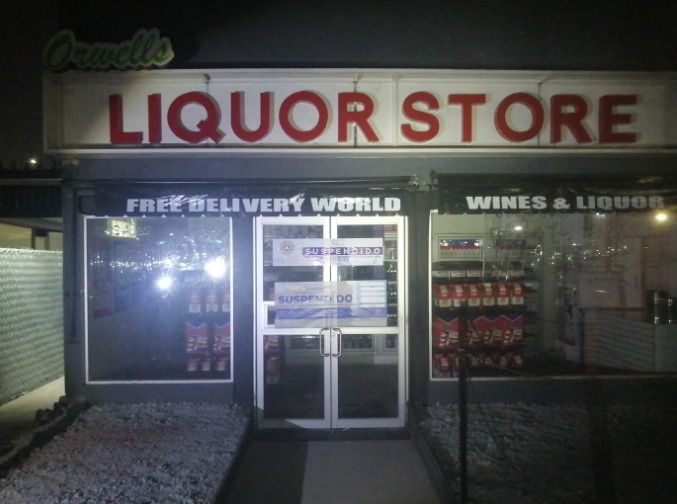 Orwells
LIQUOR STORE
FREE DELIVERY WORLD
WINES & LIQUOR
SUSPENDIDO
SUSPENDIDO